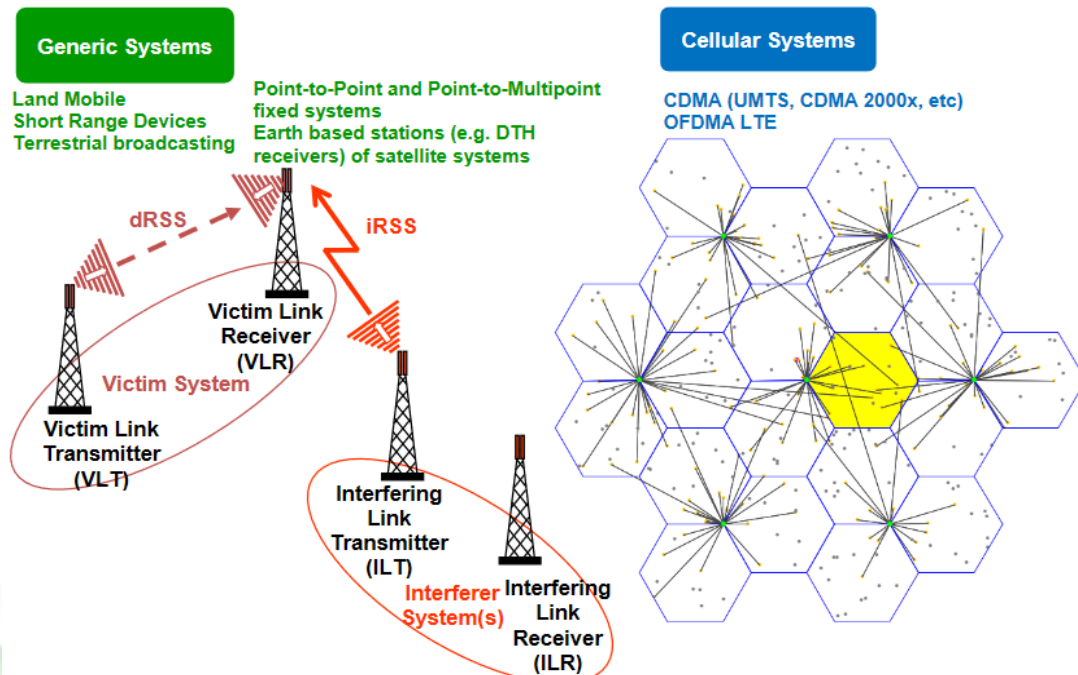 Generic Systems
Land Mobile
Short Range Devices
Terrestrial broadcasting
Point-to-Point and Point-to-Multipoint
fixed systems
Earth based stations (e.g. DTH
receivers) of satellite systems
dRSS
iRSS
Victim Link
Receiver
(VLR)
Victim System
Victim Link
Transmitter
(VLT)
Interfering
Link
Transmitter
(ILT)
Interferer
System(s)
Interfering
Link
Receiver
(ILR)
Cellular Systems
CDMA (UMTS, CDMA 2000x, etc)
OFDMA LTE